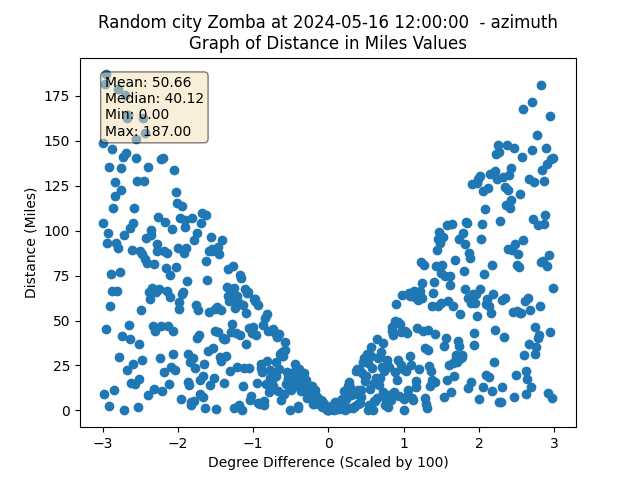 Random city Zomba at 2024-05-16 12:00:00  - azimuth
Graph of Distance in Miles Values
Mean: 50.66
Median: 40.12
Min: 0.00
Max: 187.00
175
150
125
100
75
50
25
0
Distance (Miles)
−3
−2
−1
0
1
2
3
Degree Difference (Scaled by 100)